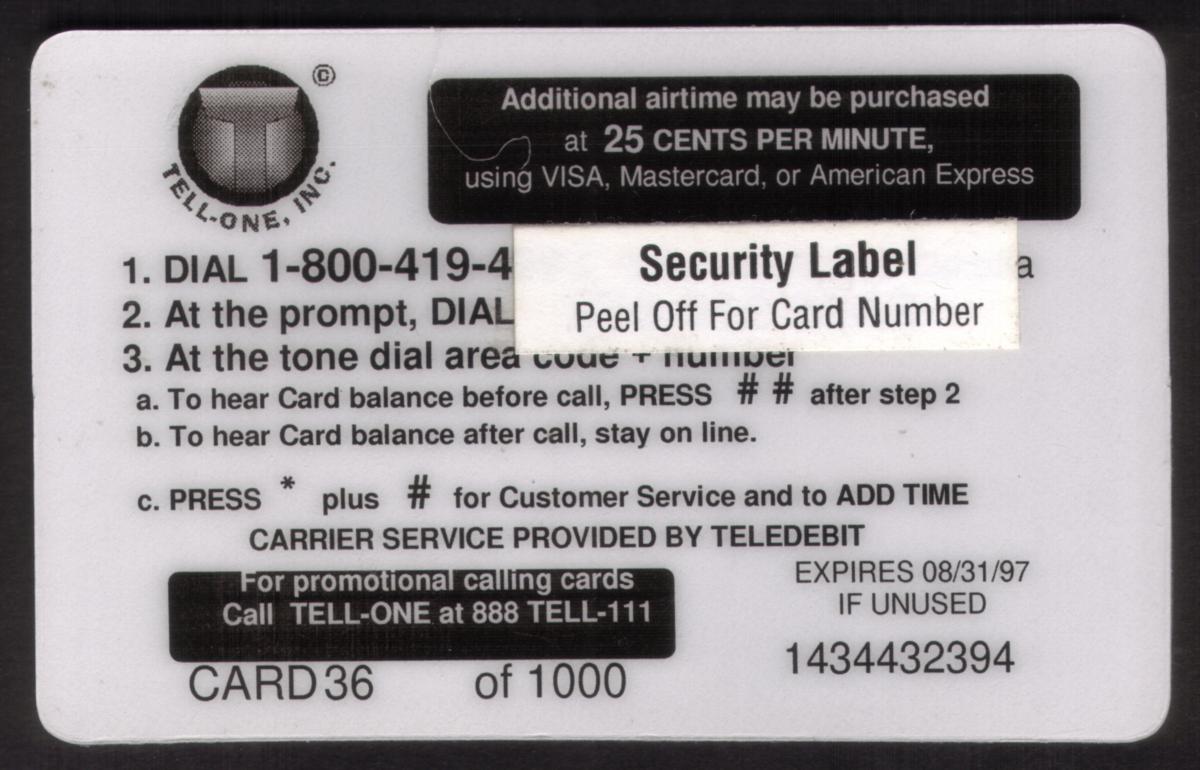 ©
TELL-ONE, INC.
Additional airtime may be purchased
at 25 CENTS PER MINUTE,
using VISA, Mastercard, or American Express
1. DIAL 1-800-419-4 a
Security Label
Peel Off For Card Number
2. At the prompt, DIAL
3. At the tone dial area code + number
a. To hear Card balance before call, PRESS # # after step 2
b. To hear Card balance after call, stay on line.
c. PRESS * plus # for Customer Service and to ADD TIME
CARRIER SERVICE PROVIDED BY TELEDEBIT
For promotional calling cards
Call TELL-ONE at 888 TELL-111
EXPIRES 08/31/97
IF UNUSED
1434432394
CARD 36 of 1000